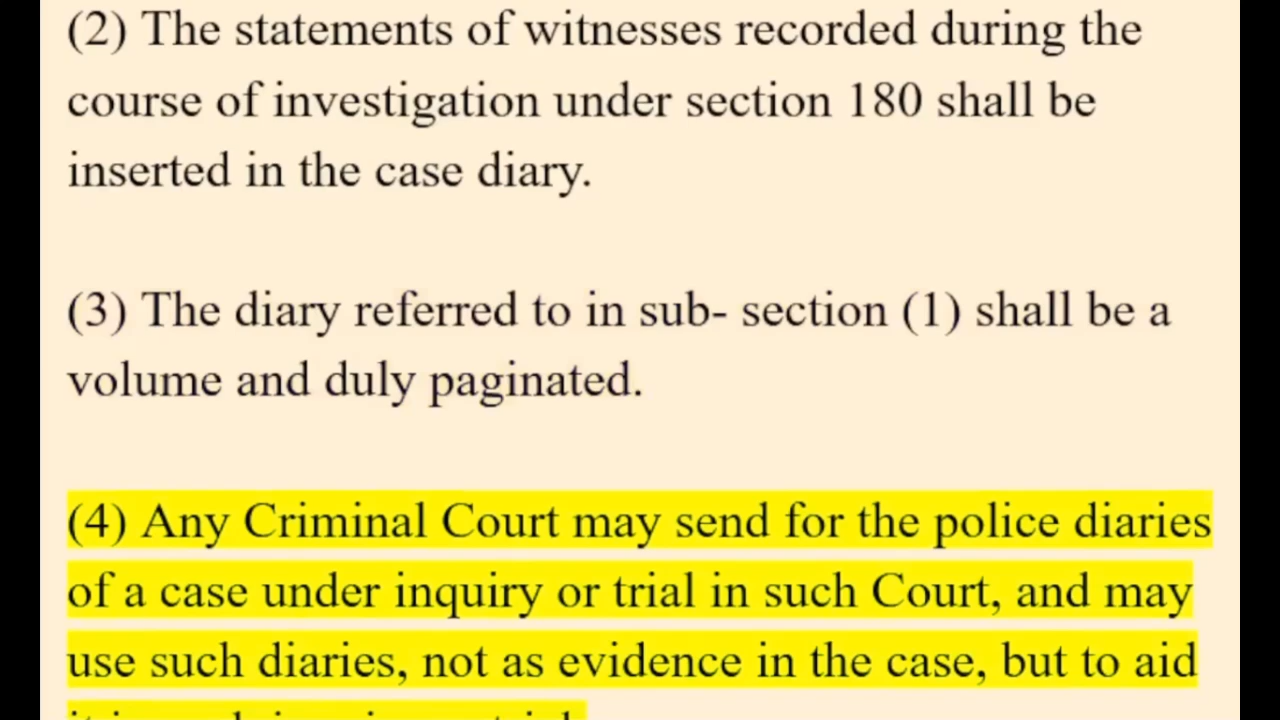 (2) The statements of witnesses recorded during the
course of investigation under section 180 shall be
inserted in the case diary.
(3) The diary referred to in sub- section (1) shall be a
volume and duly paginated.
(4) Any Criminal Court may send for the police diaries
of a case under inquiry or trial in such Court, and may
use such diaries, not as evidence in the case, but to aid